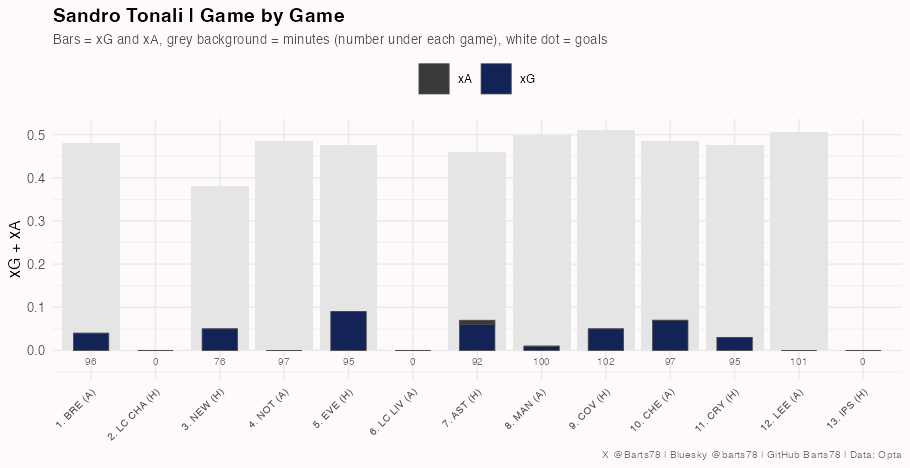 Sandro Tonali | Game by Game
Bars = xG and xA, grey background = minutes (number under each game), white dot = goals
xA xG
xG + xA
0.5
0.4
0.3
0.2
0.1
0.0
96 0 76 97 95 0 92 100 102 97 95 101 0
1. BRE (A)
2. LC CHA (H)
3. NEW (H)
4. NOT (A)
5. EVE (H)
6. LC LIV (A)
7. AST (H)
8. MAN (A)
9. COV (H)
10. CHE (A)
11. CRY (H)
12. LEE (A)
13. IPS (H)
X @Barts78 | Bluesky @barts78 | GitHub Barts78 | Data: Opta